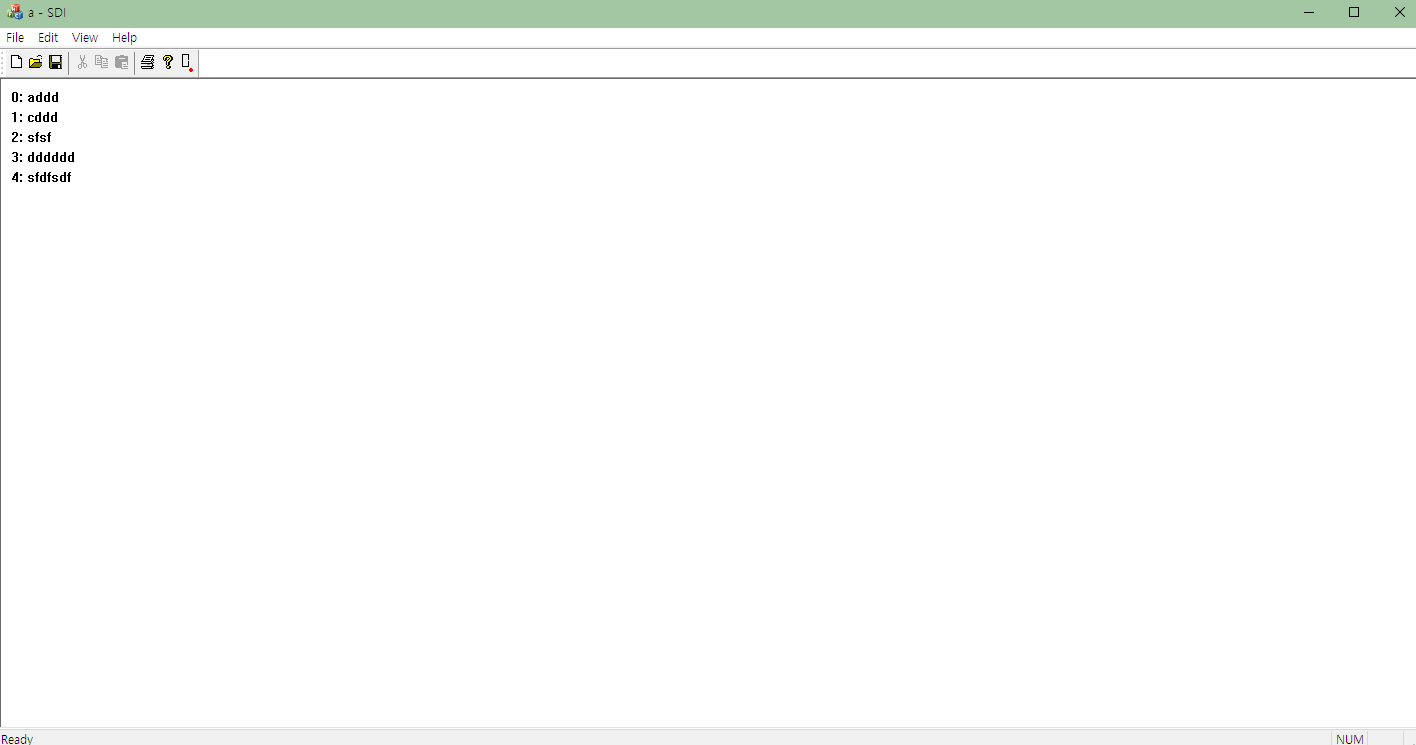 a - SDI
File Edit View Help
0: addd
1: cddd
2: sfsf
3: dddddd
4: sfdfsdf
Ready NUM